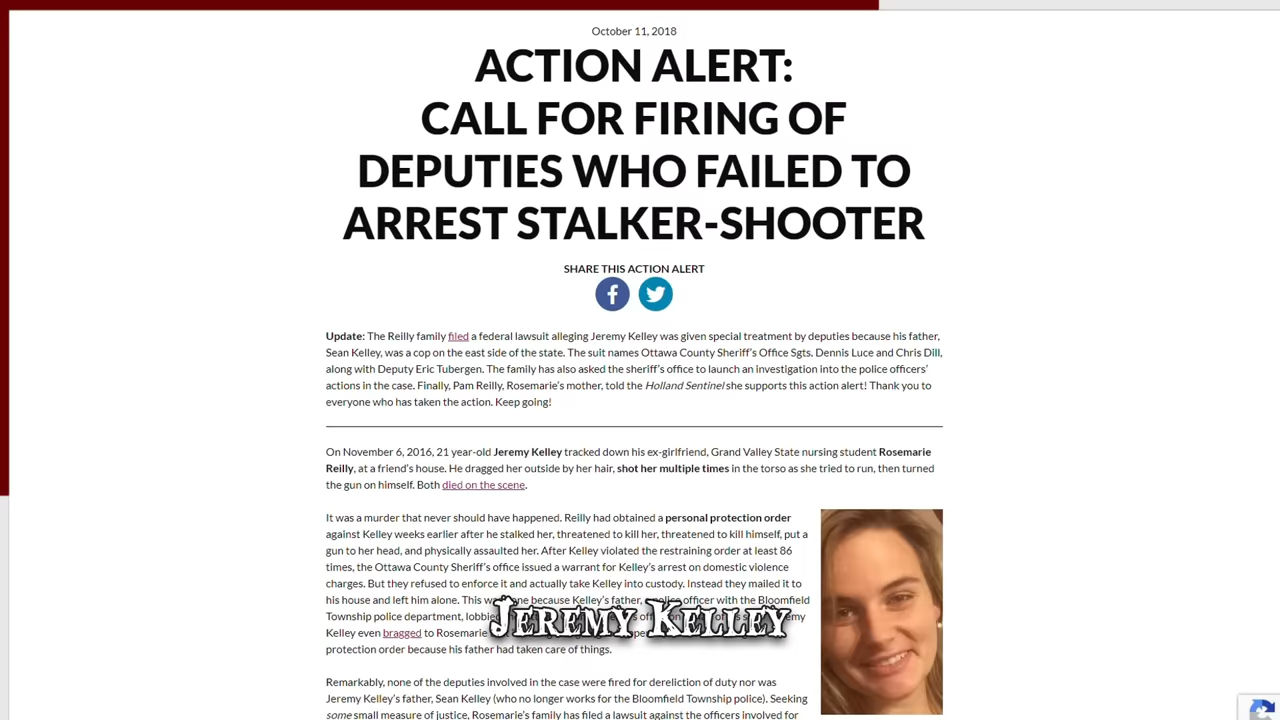 October 11, 2018
ACTION ALERT:
CALL FOR FIRING OF
DEPUTIES WHO FAILED TO
ARREST STALKER-SHOOTER
SHARE THIS ACTION ALERT
Update: The Reilly family filed a federal lawsuit alleging Jeremy Kelley was given special treatment by deputies because his father,
Sean Kelley, was a cop on the east side of the state. The suit names Ottawa County Sheriff's Office Sgts. Dennis Luce and Chris Dill,
along with Deputy Eric Tubergen. The family has also asked the sheriff's office to launch an investigation into the police officers'
actions in the case. Finally, Pam Reilly, Rosemarie's mother, told the Holland Sentinel she supports this action alert! Thank you to
everyone who has taken the action. Keep going!
On November 6, 2016, 21 year-old Jeremy Kelley tracked down his ex-girlfriend, Grand Valley State nursing student Rosemarie
Reilly, at a friend's house. He dragged her outside by her hair, shot her multiple times in the torso as she tried to run, then turned
the gun on himself. Both died on the scene.
It was a murder that never should have happened. Reilly had obtained a personal protection order
against Kelley weeks earlier after he stalked her, threatened to kill her, threatened to kill himself, put a
gun to her head, and physically assaulted her. After Kelley violated the restraining order at least 86
times, the Ottawa County Sheriff's office issued a warrant for Kelley's arrest on domestic violence
charges. But they refused to enforce it and actually take Kelley into custody. Instead they mailed it to
his house and left him alone. This because Kelley's father, officer with the Bloomfield
Township police department,
Kelley even bragged to Rosemarie
protection order because his father had taken care of things.
JEREMY KELLEY
Remarkably, none of the deputies involved in the case were fired for dereliction of duty nor was
Jeremy Kelley's father, Sean Kelley (who no longer works for the Bloomfield Township police). Seeking
some small measure of justice, Rosemarie's family has filed a lawsuit against the officers involved for